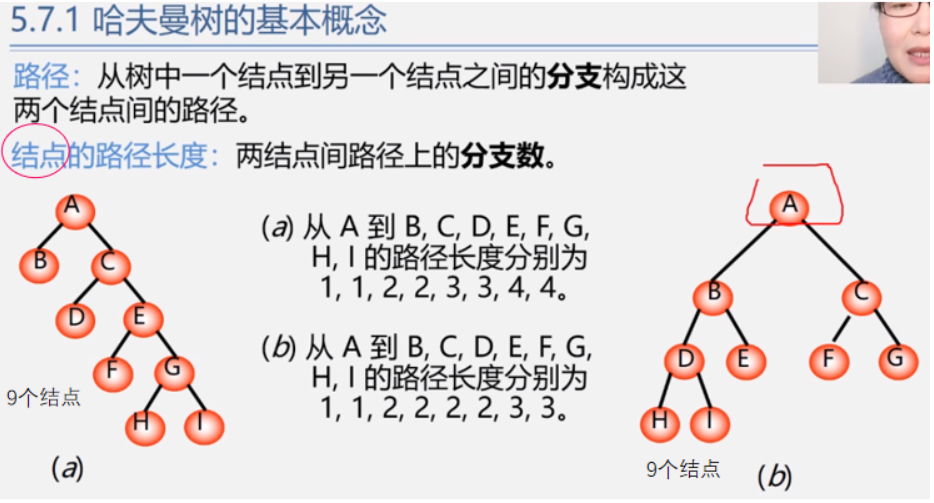 5.7.1 哈夫曼树的基本概念
路径：从树中一个结点到另一个结点之间的分支构成这
两个结点间的路径。
结点的路径长度：两结点间路径上的分支数。
A
B C
D E
F G
H I
9个结点
(a)
(a) 从 A 到 B, C, D, E, F, G,
H, I 的路径长度分别为
1, 1, 2, 2, 3, 3, 4, 4。
(b) 从 A 到 B, C, D, E, F, G,
H, I 的路径长度分别为
1, 1, 2, 2, 2, 2, 3, 3。
A
B C
D E F G
H I
9个结点
(b)